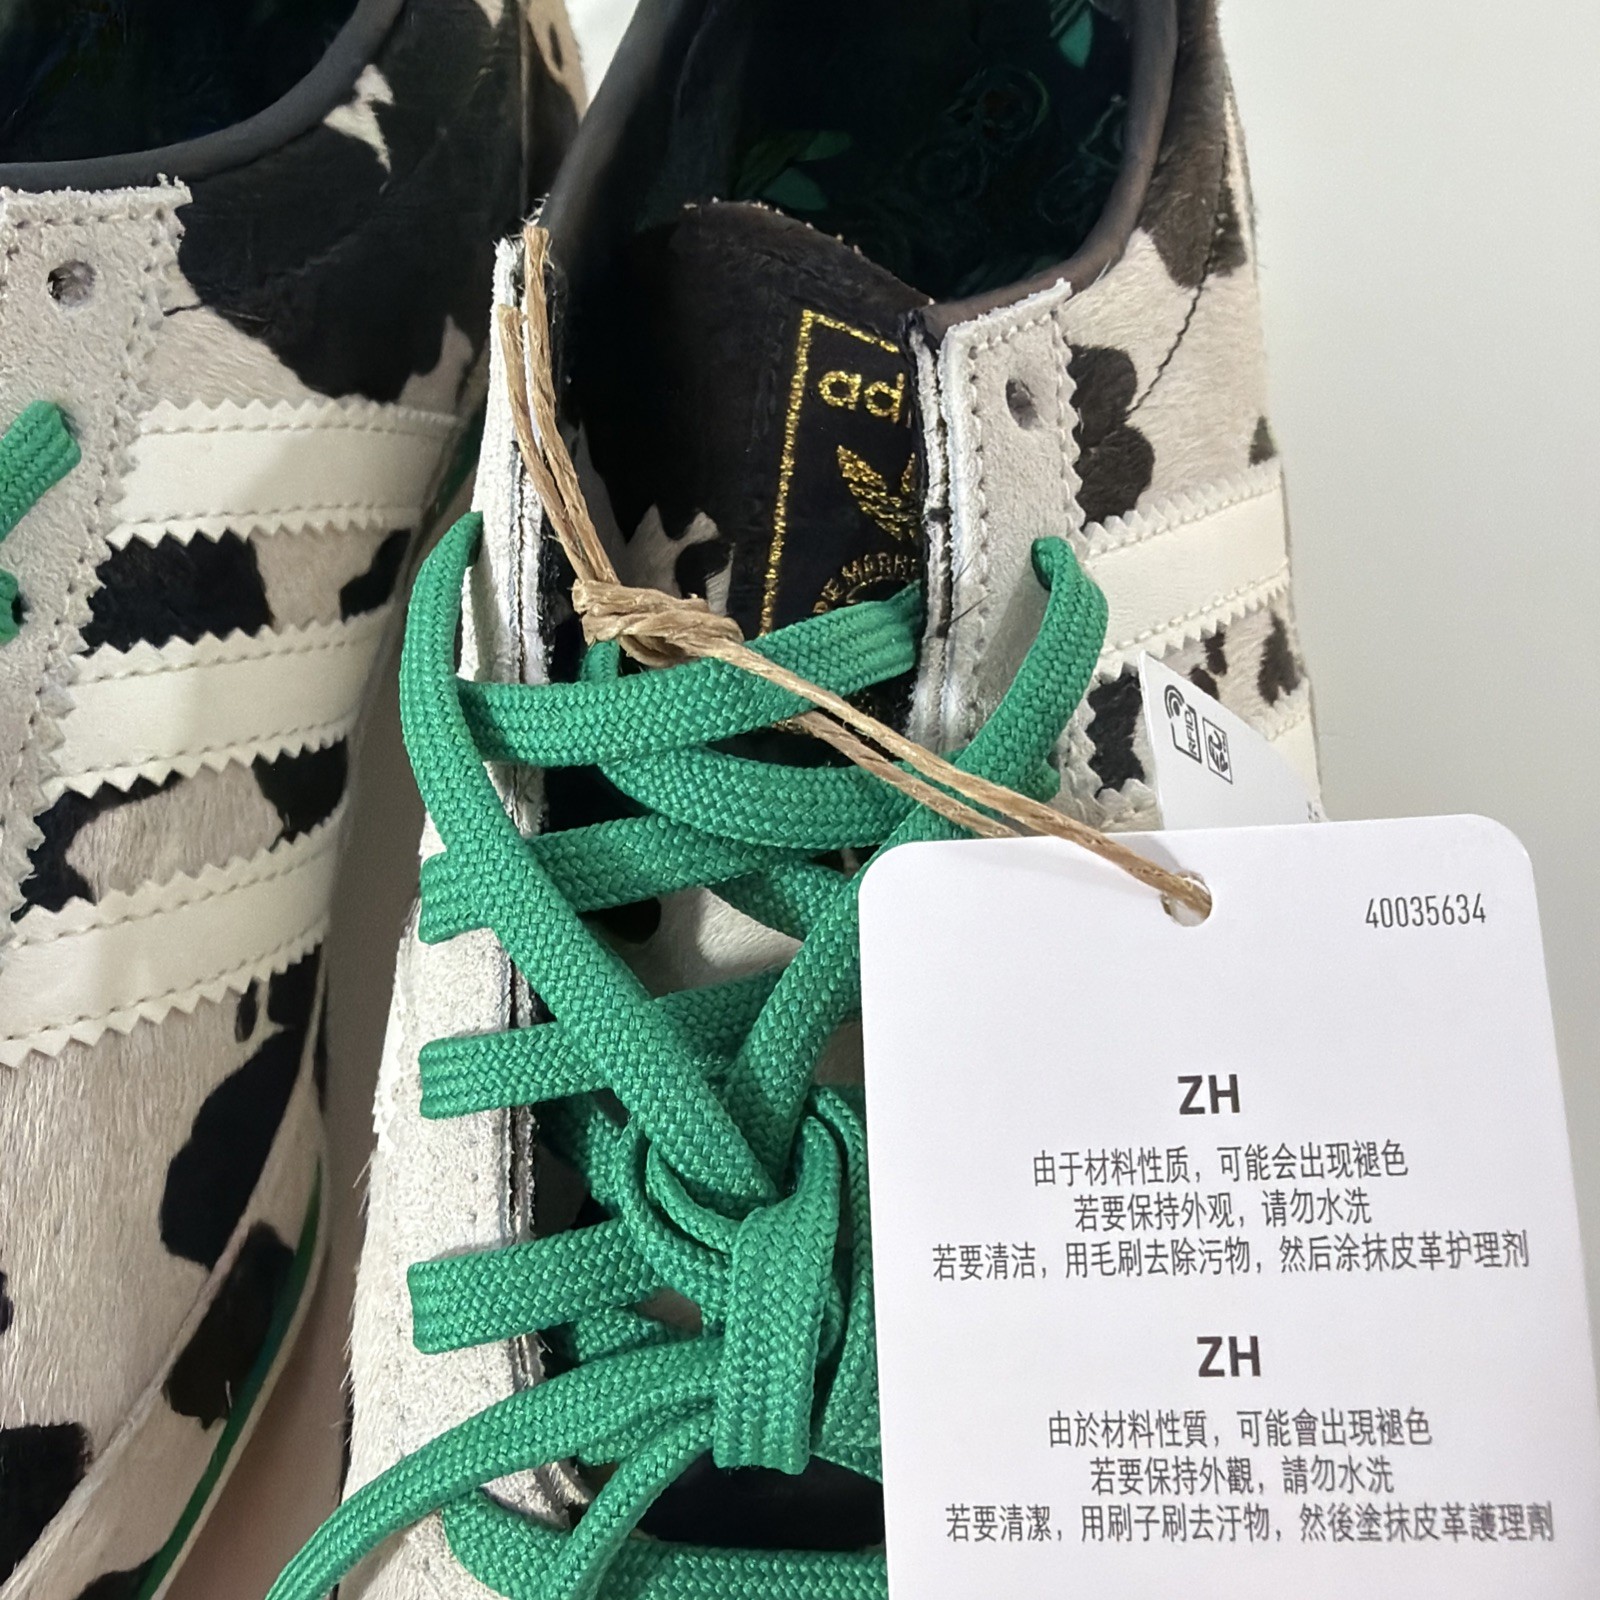 ad
DE MARK
RFID
40035634
ZH
由于材料性质，可能会出现褪色
若要保持外观，请勿水洗
若要清洁，用毛刷去除污物，然后涂抹皮革护理剂
ZH
由於材料性質，可能會出現褪色
若要保持外觀，請勿水洗
若要清潔，用刷子刷去汙物，然後塗抹皮革護理劑